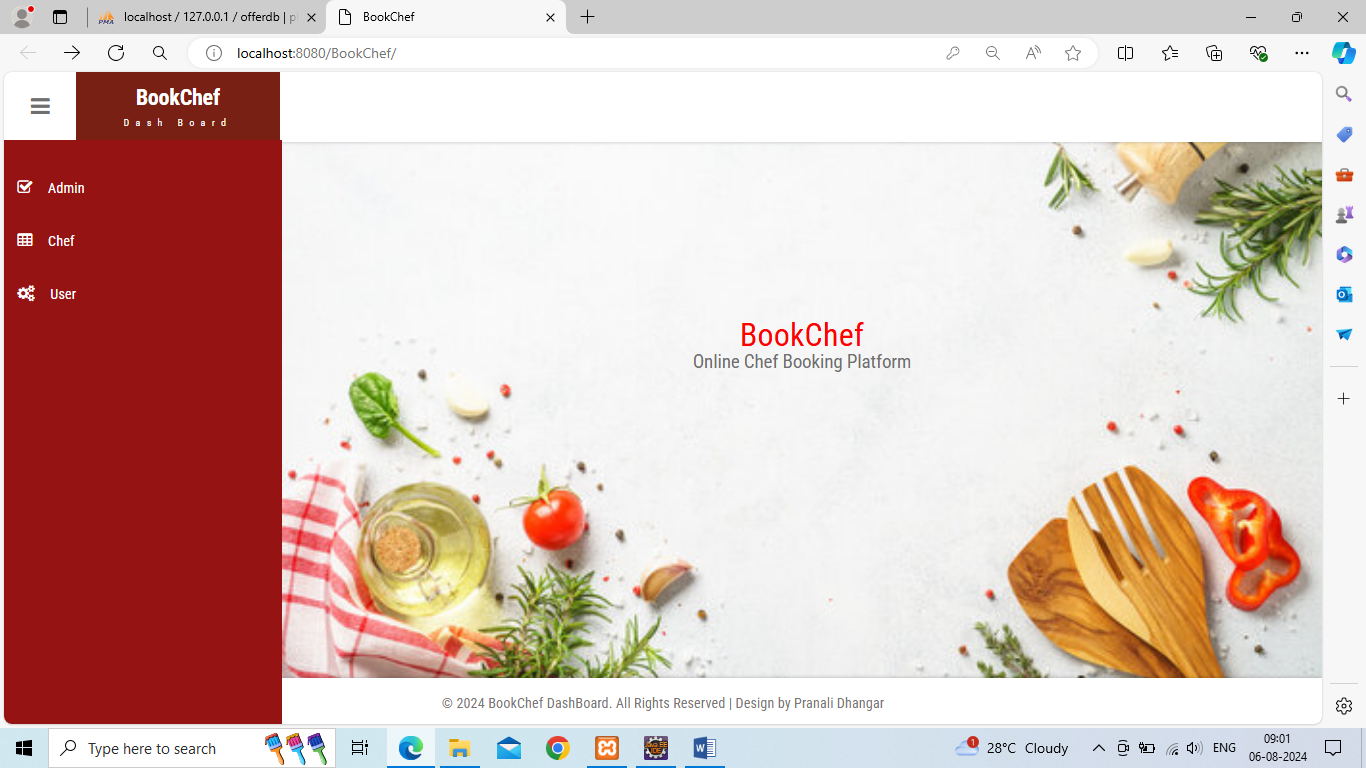 localhost / 127.0.0.1 / offerdb | p
BookChef
localhost:8080/BookChef/
BookChef
Dash Board
Admin
Chef
User
BookChef
Online Chef Booking Platform
© 2024 BookChef DashBoard. All Rights Reserved | Design by Pranali Dhangar
Type here to search
28°C Cloudy
ENG
09:01
06-08-2024